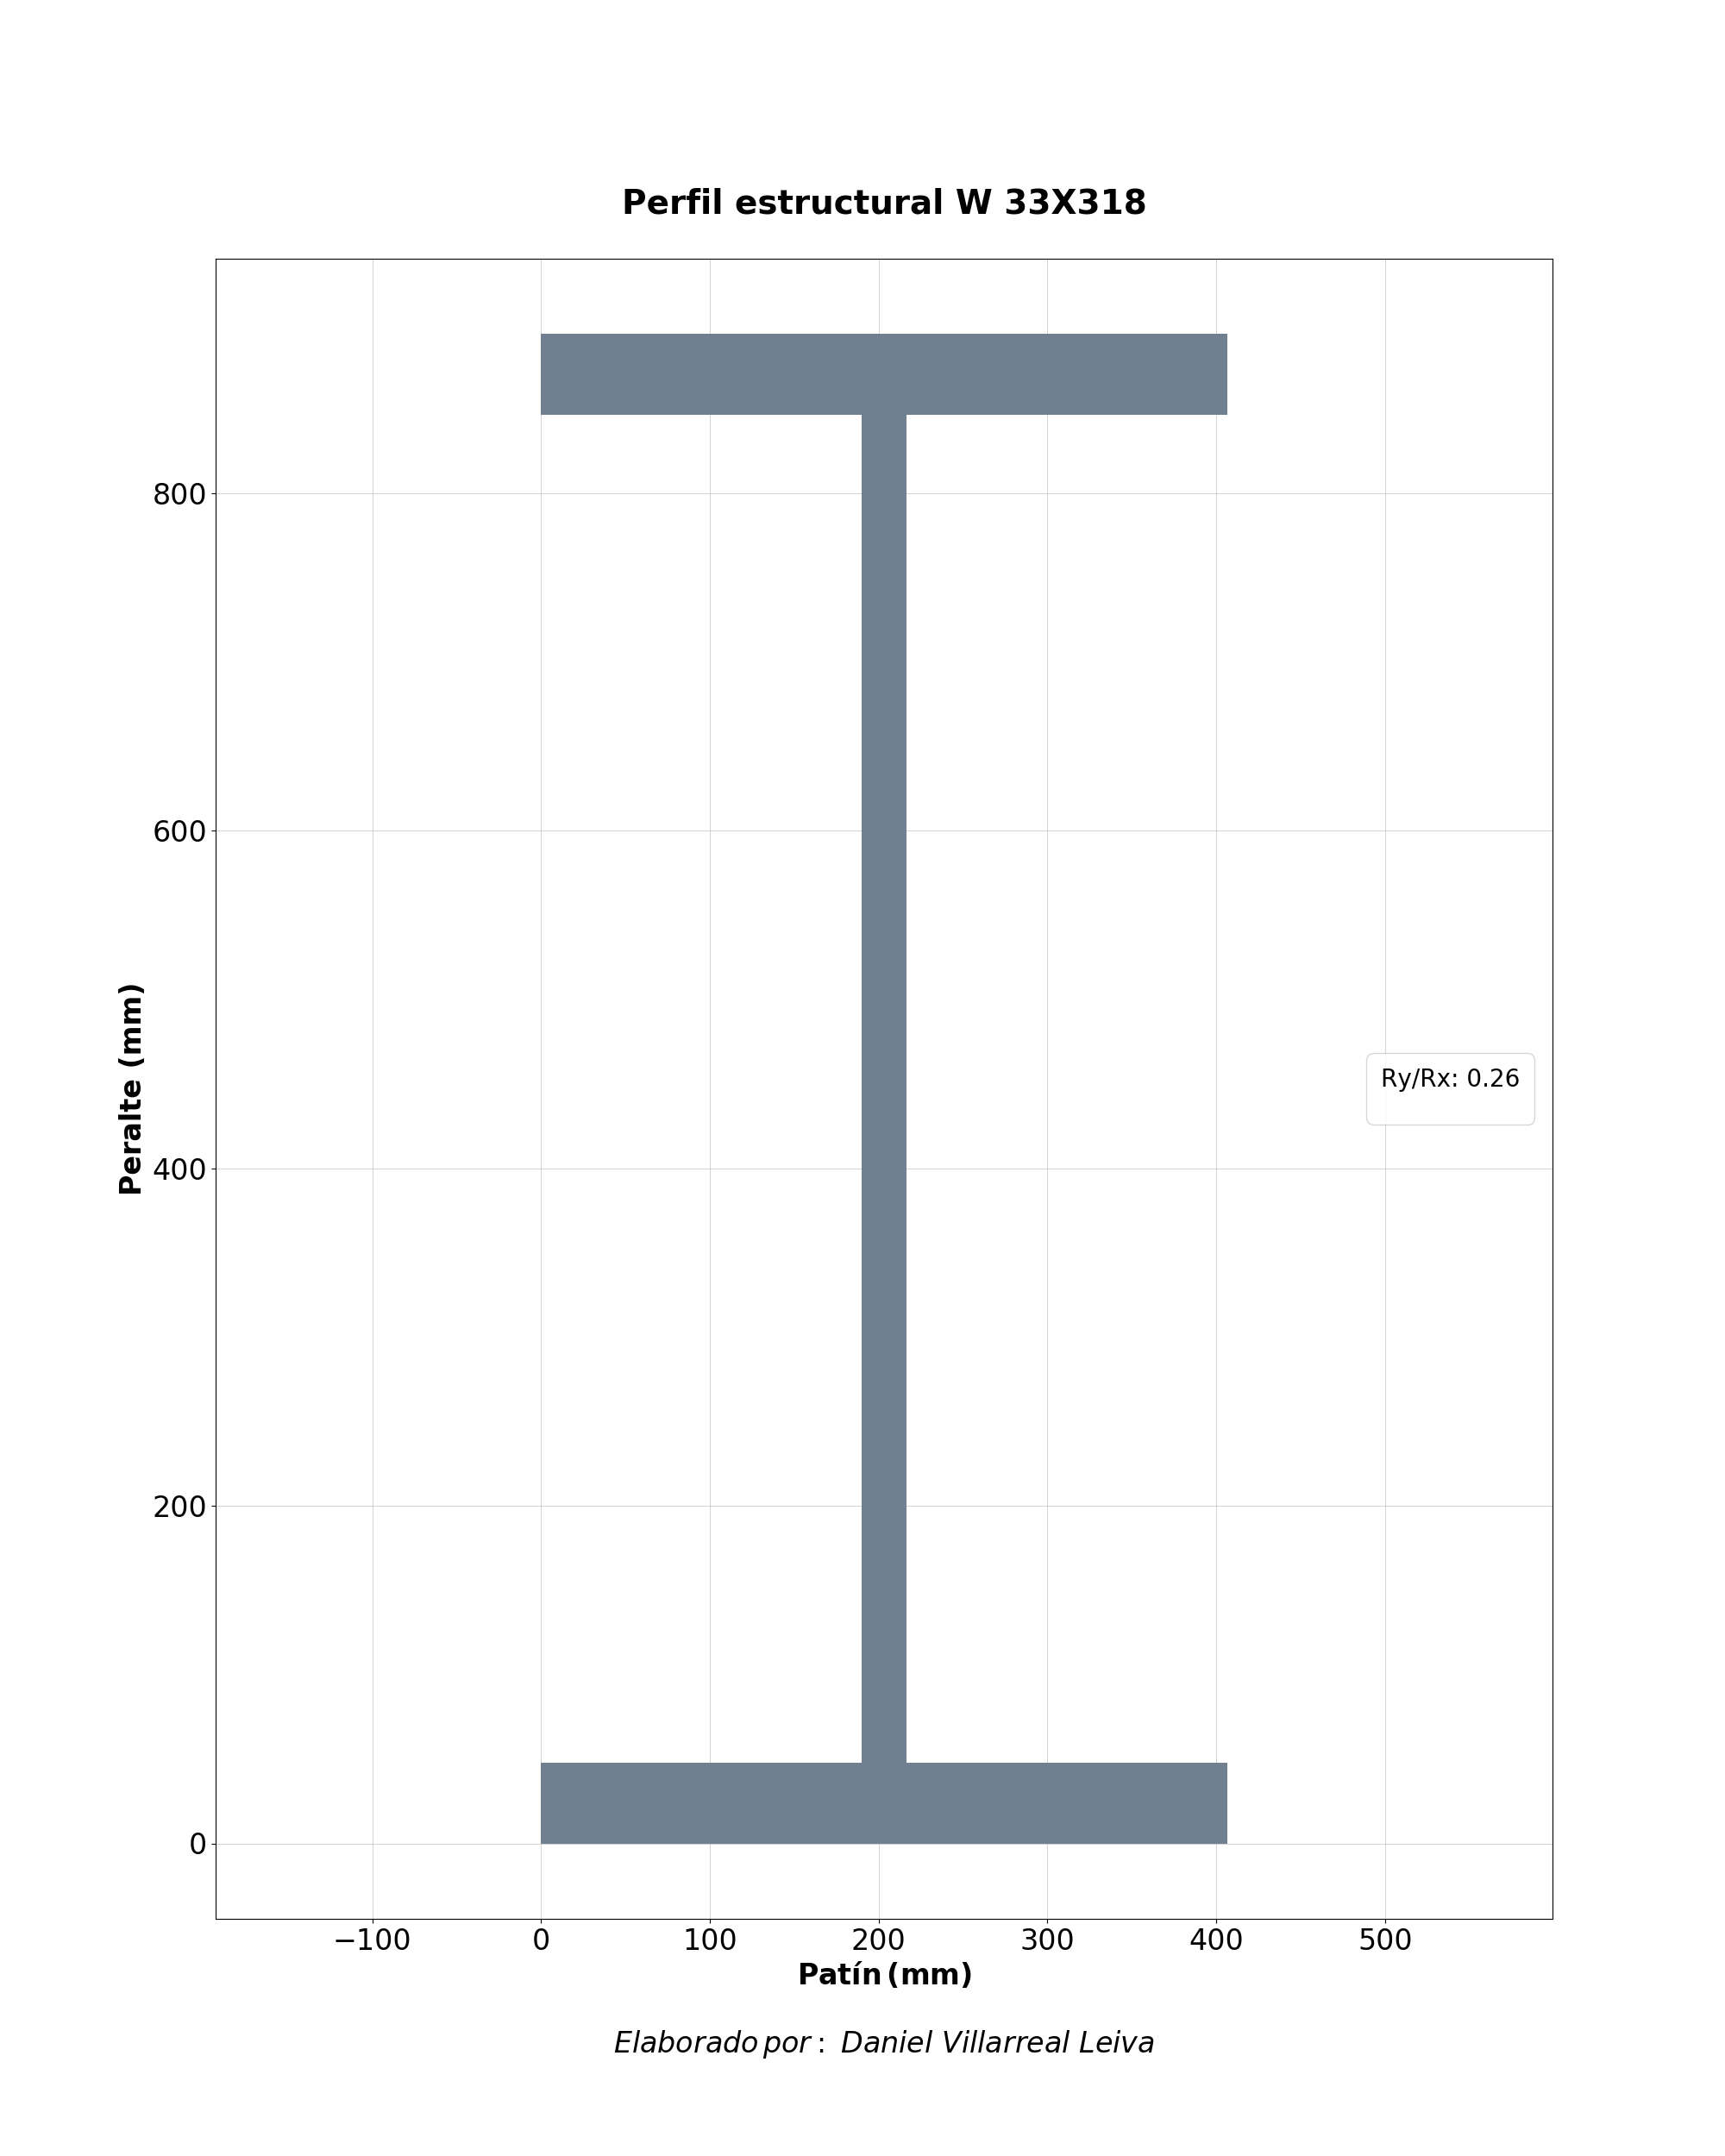 Perfil estructural W 33X318
800
600
400
200
0
Peralte (mm)
Ry/Rx: 0.26
−100 0 100 200 300 400 500
Patín (mm)
Elaborado por: Daniel Villarreal Leiva